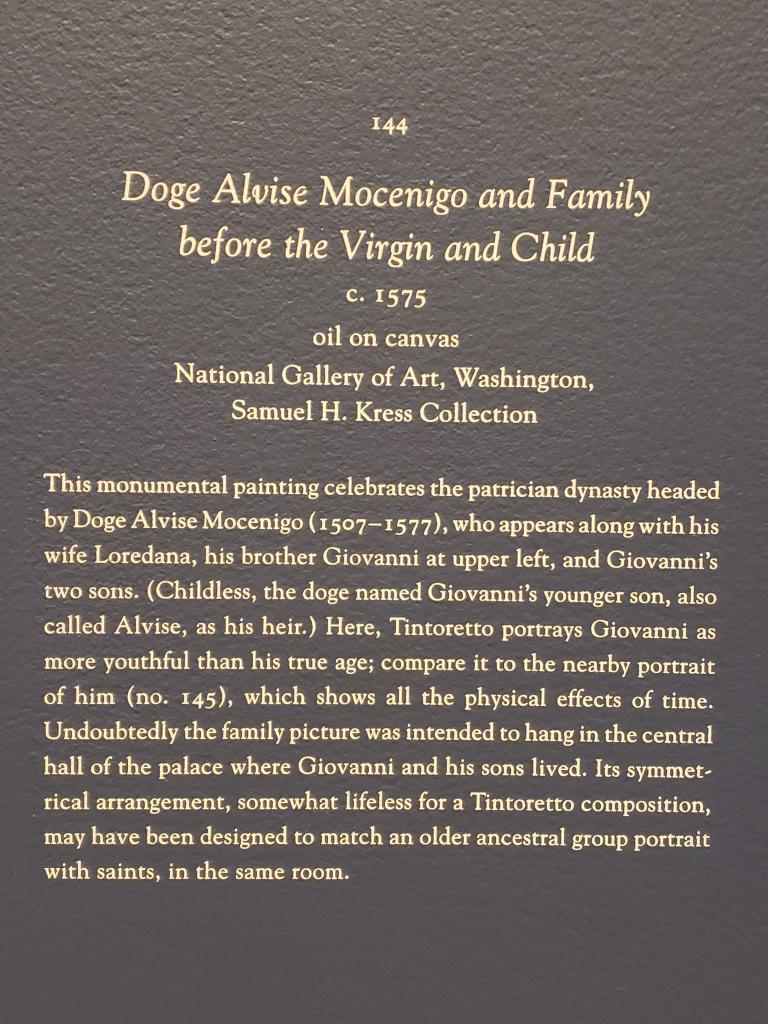 144
Doge Alvise Mocenigo and Family
before the Virgin and Child
c. 1575
oil on canvas
National Gallery of Art, Washington,
Samuel H. Kress Collection
This monumental painting celebrates the patrician dynasty headed
by Doge Alvise Mocenigo (1507–1577), who appears along with his
wife Loredana, his brother Giovanni at upper left, and Giovanni's
two sons. (Childless, the doge named Giovanni's younger son, also
called Alvise, as his heir.) Here, Tintoretto portrays Giovanni as
more youthful than his true age; compare it to the nearby portrait
of him (no. 145), which shows all the physical effects of time.
Undoubtedly the family picture was intended to hang in the central
hall of the palace where Giovanni and his sons lived. Its symmet-
rical arrangement, somewhat lifeless for a Tintoretto composition,
may have been designed to match an older ancestral group portrait
with saints, in the same room.